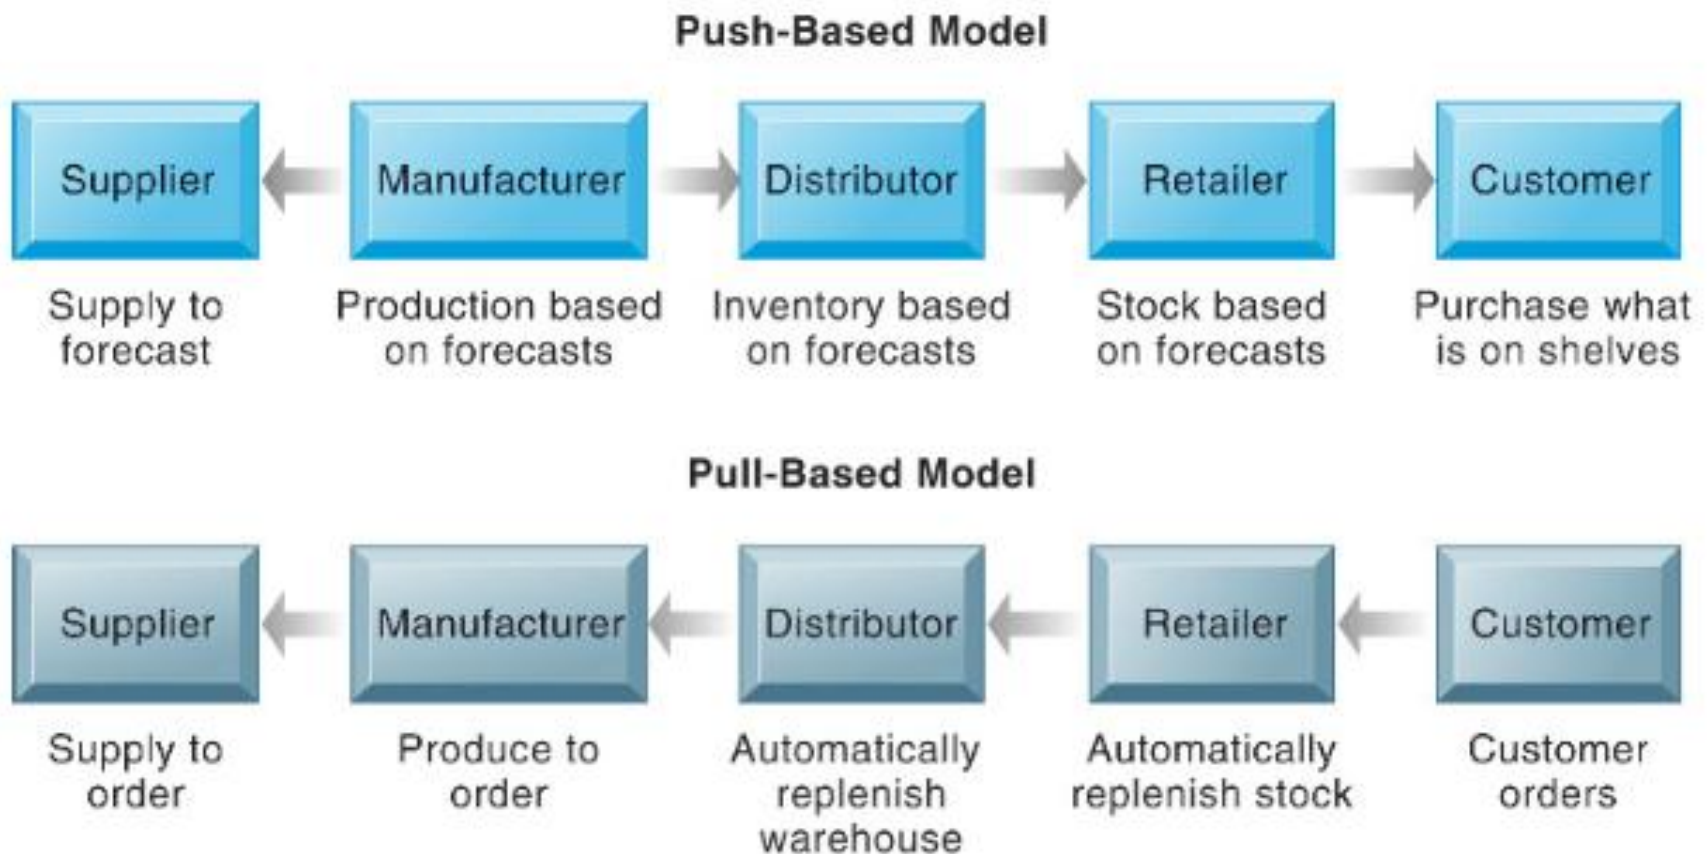 Push-Based Model
Supplier
Manufacturer
Distributor
Retailer
Customer
Supply to
forecast
Production based
on forecasts
Inventory based
on forecasts
Stock based
on forecasts
Purchase what
is on shelves
Pull-Based Model
Supplier
Manufacturer
Distributor
Retailer
Customer
Supply to
order
Produce to
order
Automatically
replenish
warehouse
Automatically
replenish stock
Customer
orders